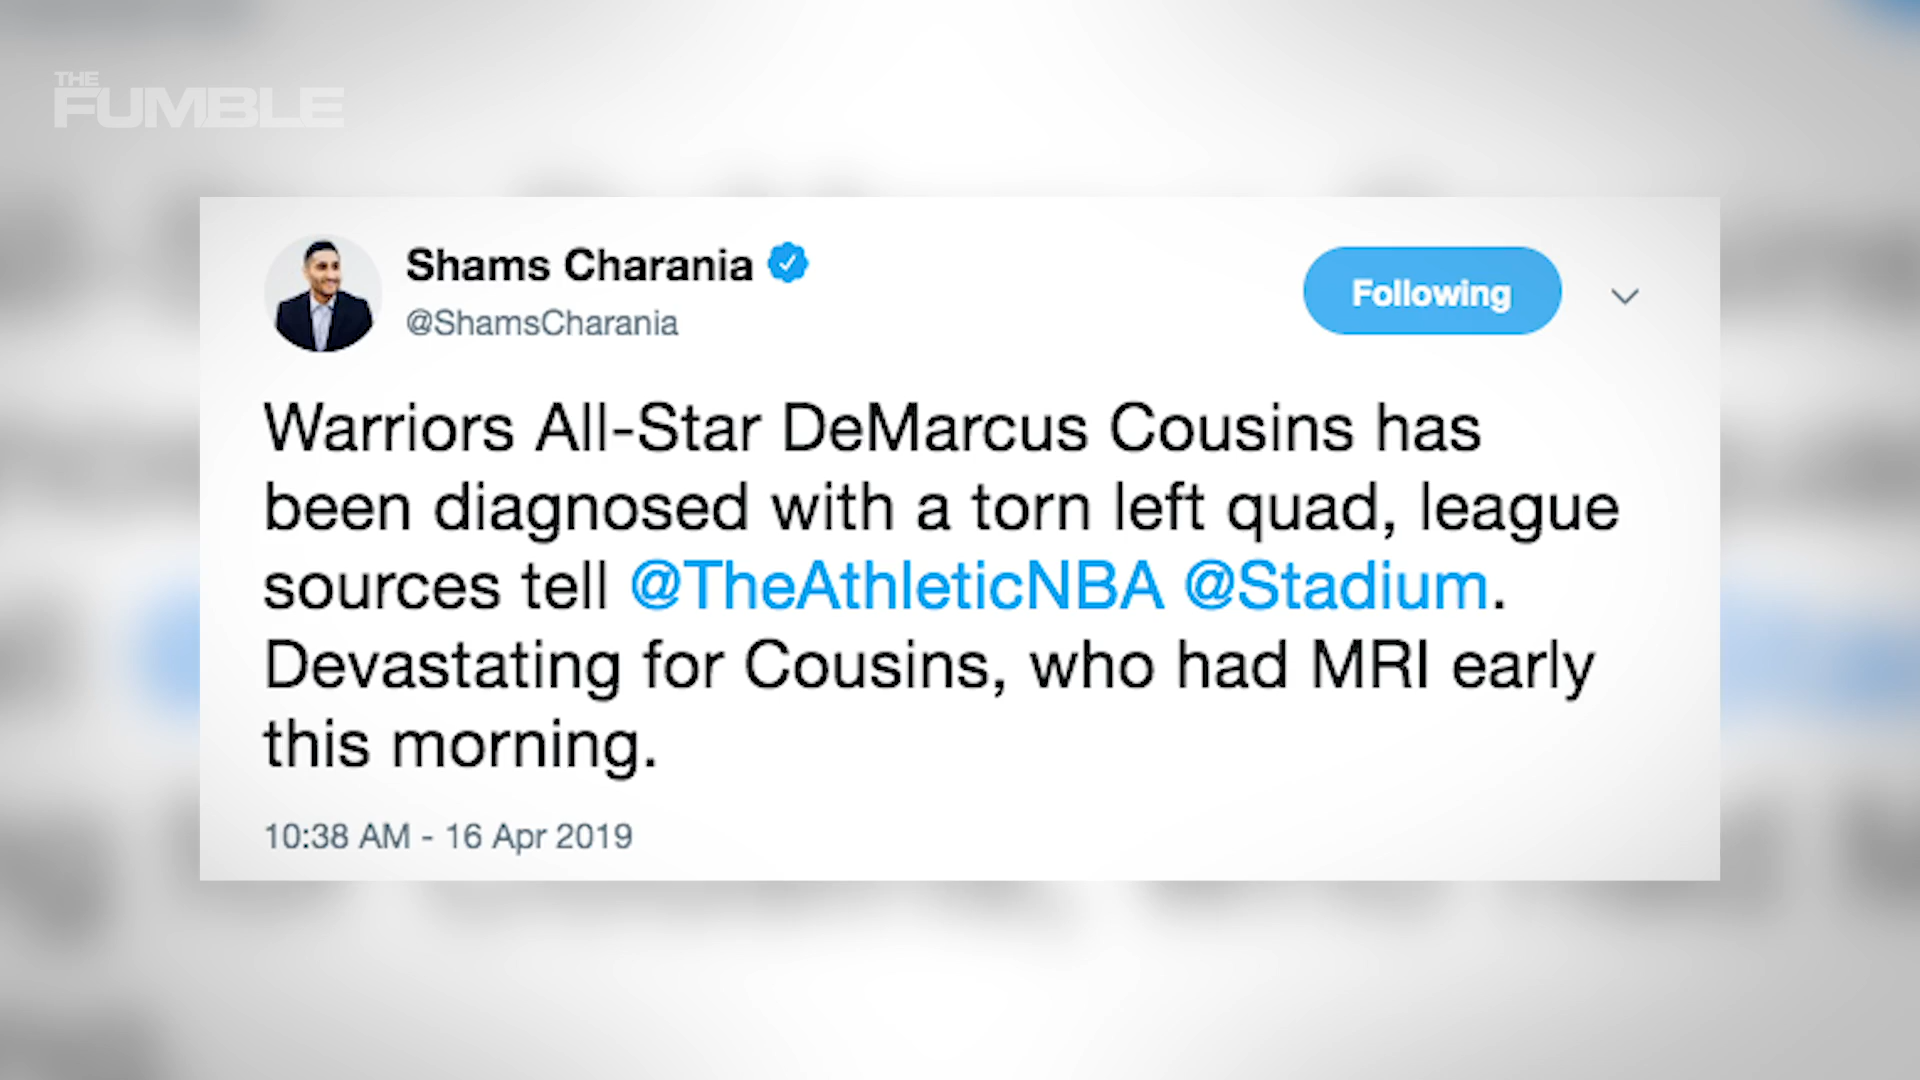 THE
FUMBLE
Shams Charania
@ShamsCharania
Following
Warriors All-Star DeMarcus Cousins has
been diagnosed with a torn left quad, league
sources tell @TheAthleticNBA @Stadium.
Devastating for Cousins, who had MRI early
this morning.
10:38 AM - 16 Apr 2019